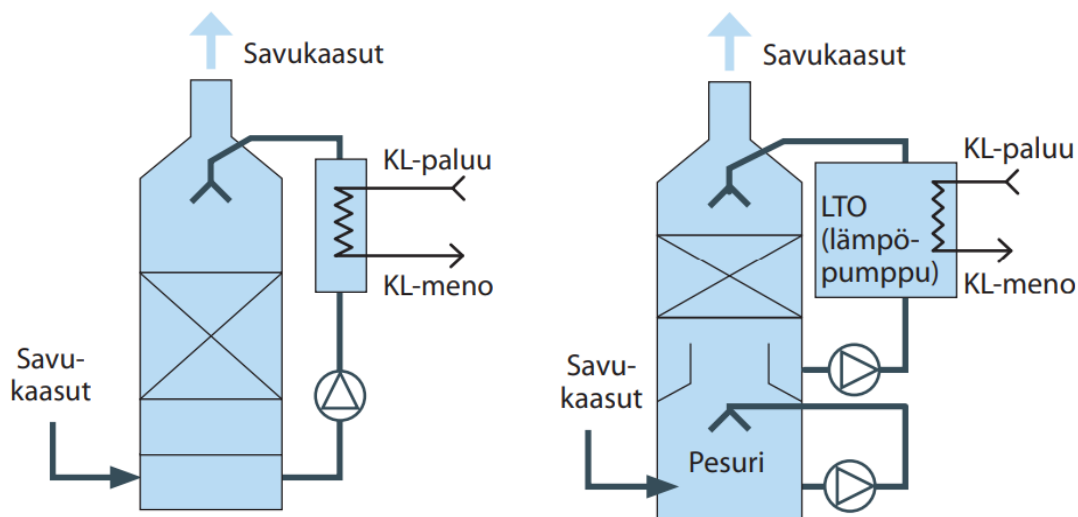 Savukaasut
KL-paluu
KL-meno
Savu-
kaasut
Savukaasut
KL-paluu
LTO
(lämpö-
pumppu)
KL-meno
Savu-
kaasut
Pesuri